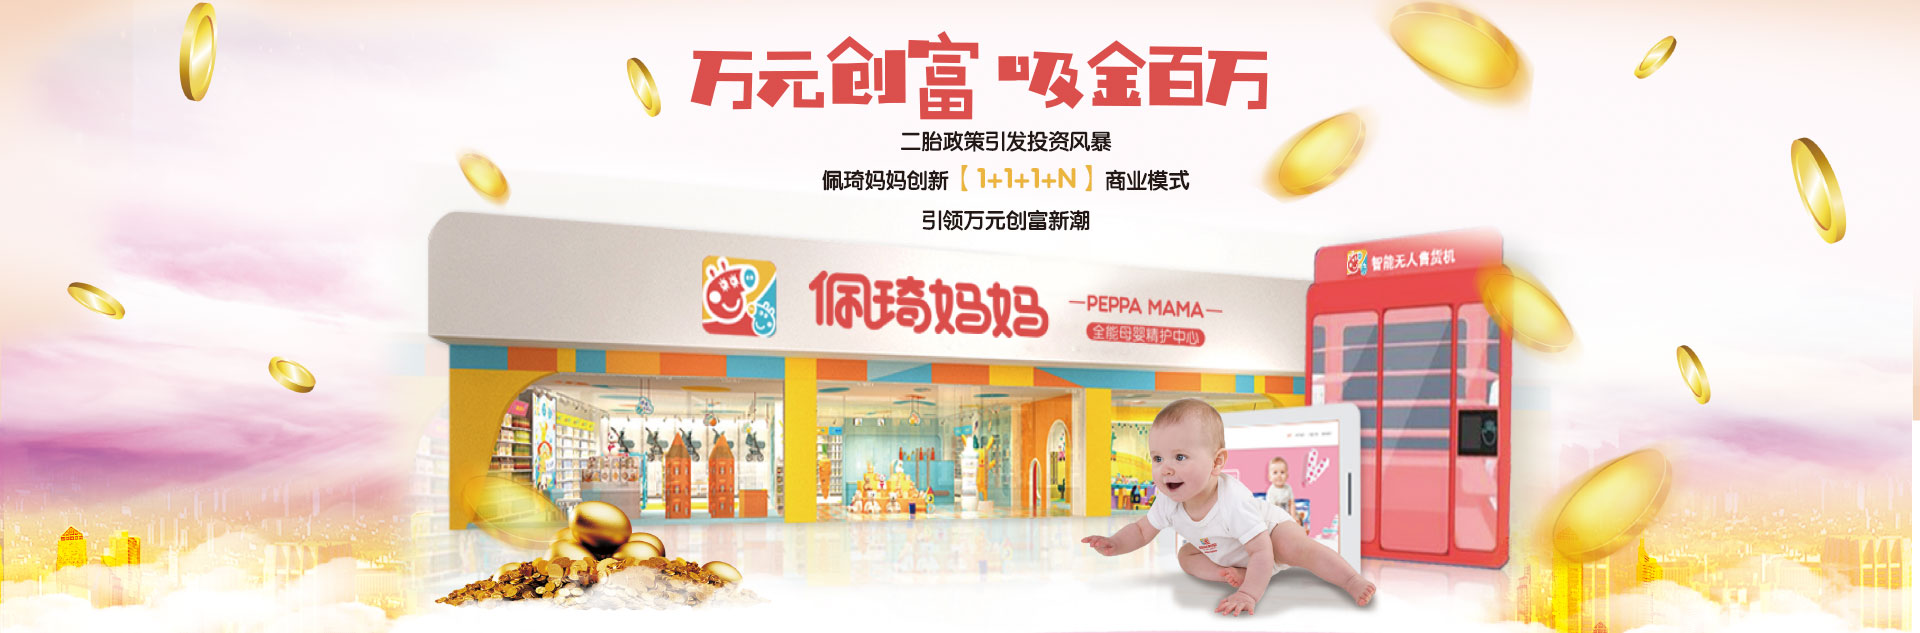 万元创富 吸金百万
二胎政策引发投资风暴
佩琦妈妈创新【1+1+1+N】商业模式
引领万元创富新潮
佩琦妈妈
PEPPA MAMA
全能母婴精护中心
智能无人售货机